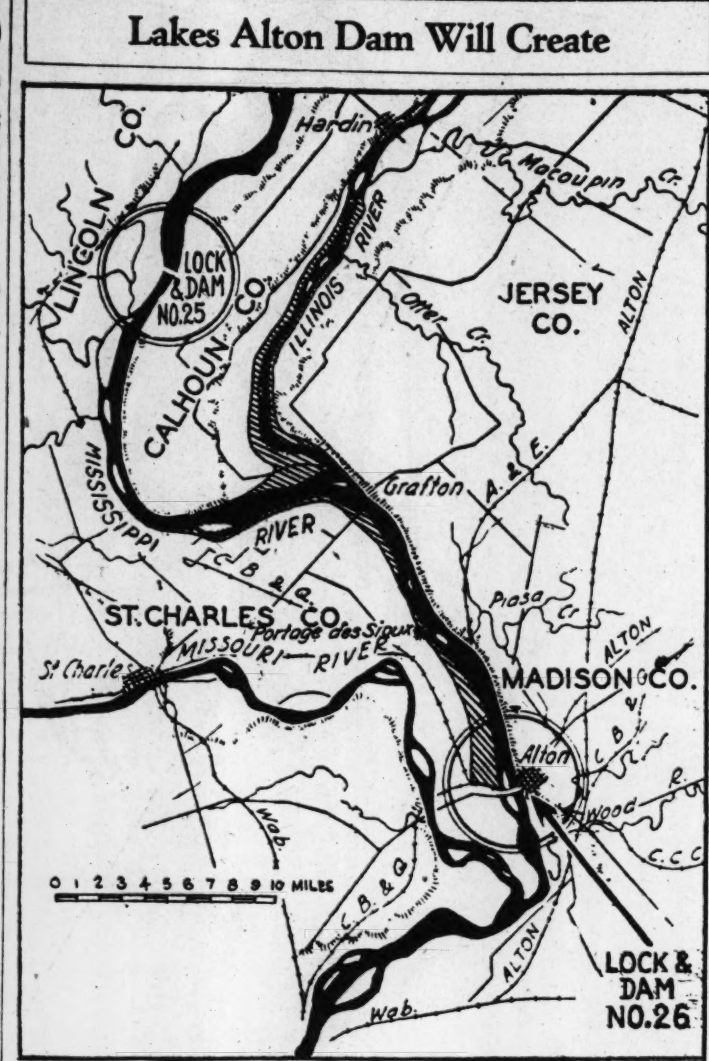 Lakes Alton Dam Will Create
Hardin
CO.
LINCOLN
Macoupin Cr.
LOCK
& DAM
NO.25
ILLINOIS RIVER
JERSEY
CO.
ALTON
Otter Cr.
CALHOUN CO.
MISSISSIPPI
RIVER
Grafton
A. & E.
C B & Q
Piasa
Cr
ST. CHARLES CO.
Portage des Sioux
MISSOURI RIVER
St Charles
ALTON
MADISON CO.
Alton
C B &
Wood R.
Wab.
C.C.C.
0 1 2 3 4 5 6 7 8 9 10 MILES
C. B. & Q
ALTON
LOCK &
DAM
NO.26
Wab.